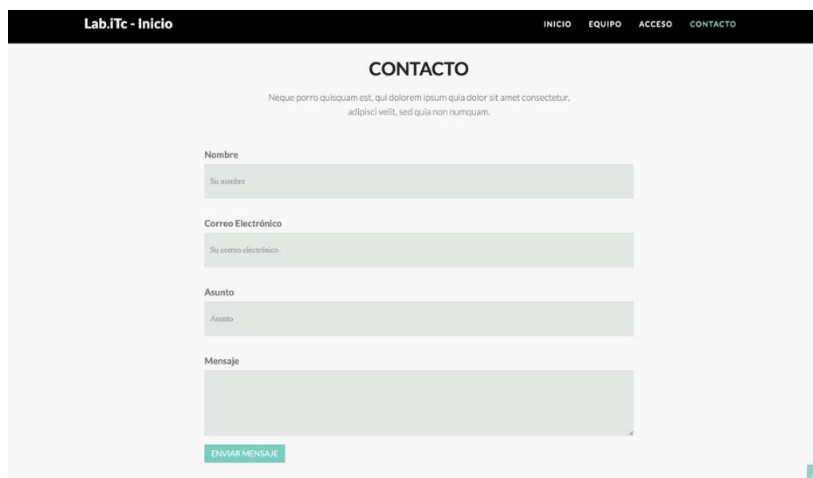 Lab.iTc - Inicio
INICIO EQUIPO ACCESO CONTACTO
CONTACTO
Neque porro quisquam est, qui dolorem ipsum quia dolor sit amet consectetur,
adipisci velit, sed quia non numquam.
Nombre
Su nombre
Correo Electrónico
Su correo electrónico
Asunto
Asunto
Mensaje
ENVIAR MENSAJE